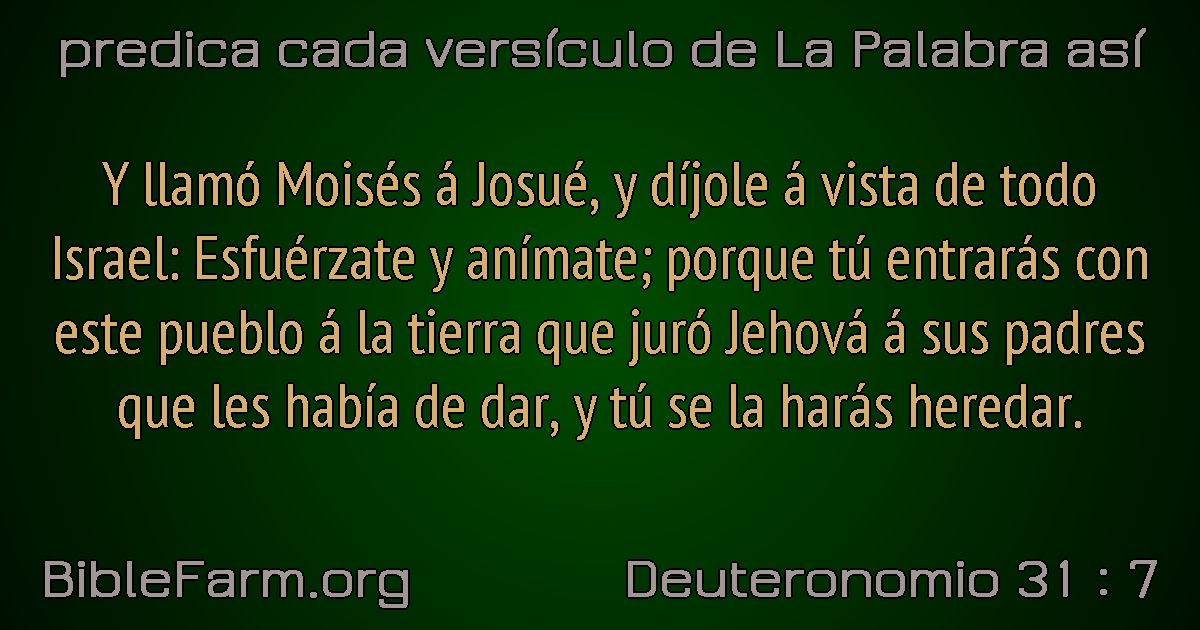 predica cada versículo de La Palabra así
Y llamó Moisés á Josué, y díjole á vista de todo
Israel: Esfuérzate y anímate; porque tú entrarás con
este pueblo á la tierra que juró Jehová á sus padres
que les había de dar, y tú se la harás heredar.
BibleFarm.org
Deuteronomio 31 : 7